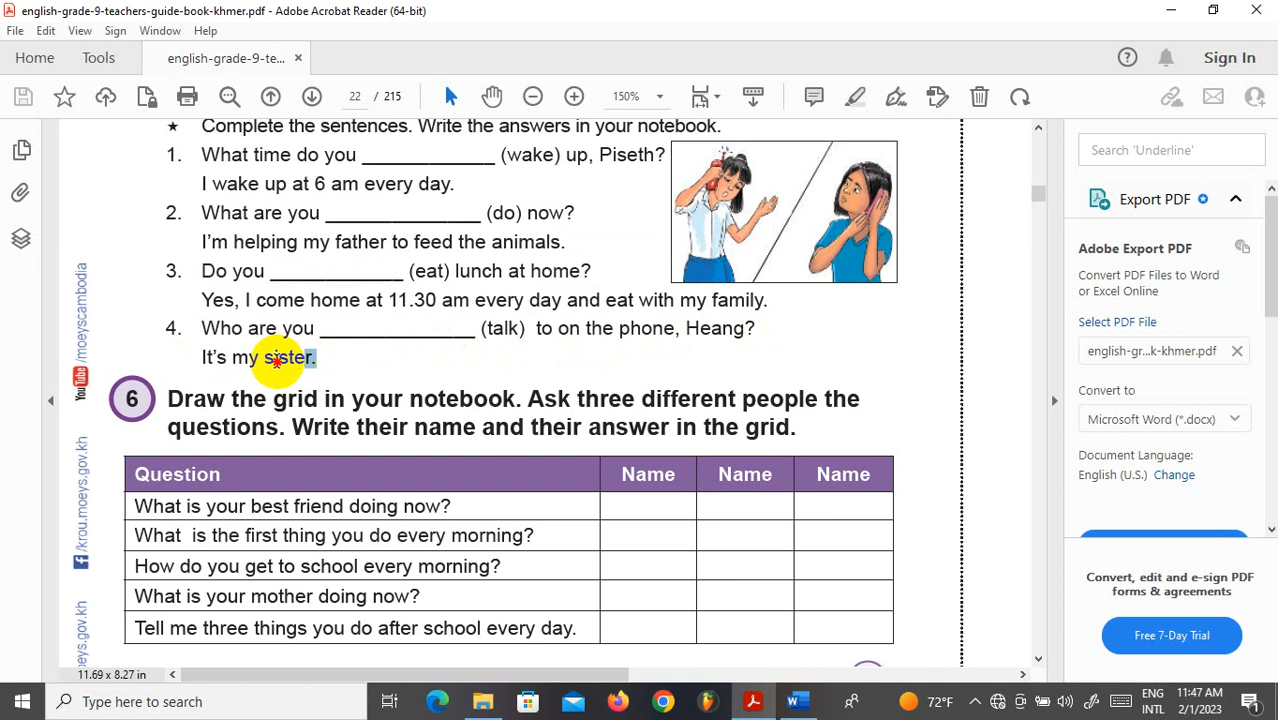 english-grade-9-teachers-guide-book-khmer.pdf - Adobe Acrobat Reader (64-bit)
File Edit View Sign Window Help
Home Tools english-grade-9-te... × Sign In
22 / 215 150%
★ Complete the sentences. Write the answers in your notebook.
1. What time do you _____________ (wake) up, Piseth?
I wake up at 6 am every day.
2. What are you _______________ (do) now?
I'm helping my father to feed the animals.
3. Do you _____________ (eat) lunch at home?
Yes, I come home at 11.30 am every day and eat with my family.
4. Who are you _______________ (talk) to on the phone, Heang?
It's my sister.
6 Draw the grid in your notebook. Ask three different people the
questions. Write their name and their answer in the grid.
Question Name Name Name
What is your best friend doing now?
What is the first thing you do every morning?
How do you get to school every morning?
What is your mother doing now?
Tell me three things you do after school every day.
YouTube /moeyscambodia
/krou.moeys.gov.kh
ys.gov.kh
11.69 x 8.27 in
Search 'Underline'
Export PDF
Adobe Export PDF
Convert PDF Files to Word
or Excel Online
Select PDF File
english-gr...k-khmer.pdf
Convert to
Microsoft Word (*.docx)
Document Language:
English (U.S.) Change
Convert, edit and e-sign PDF
forms & agreements
Free 7-Day Trial
Type here to search
72°F
ENG
INTL
11:47 AM
2/1/2023
1